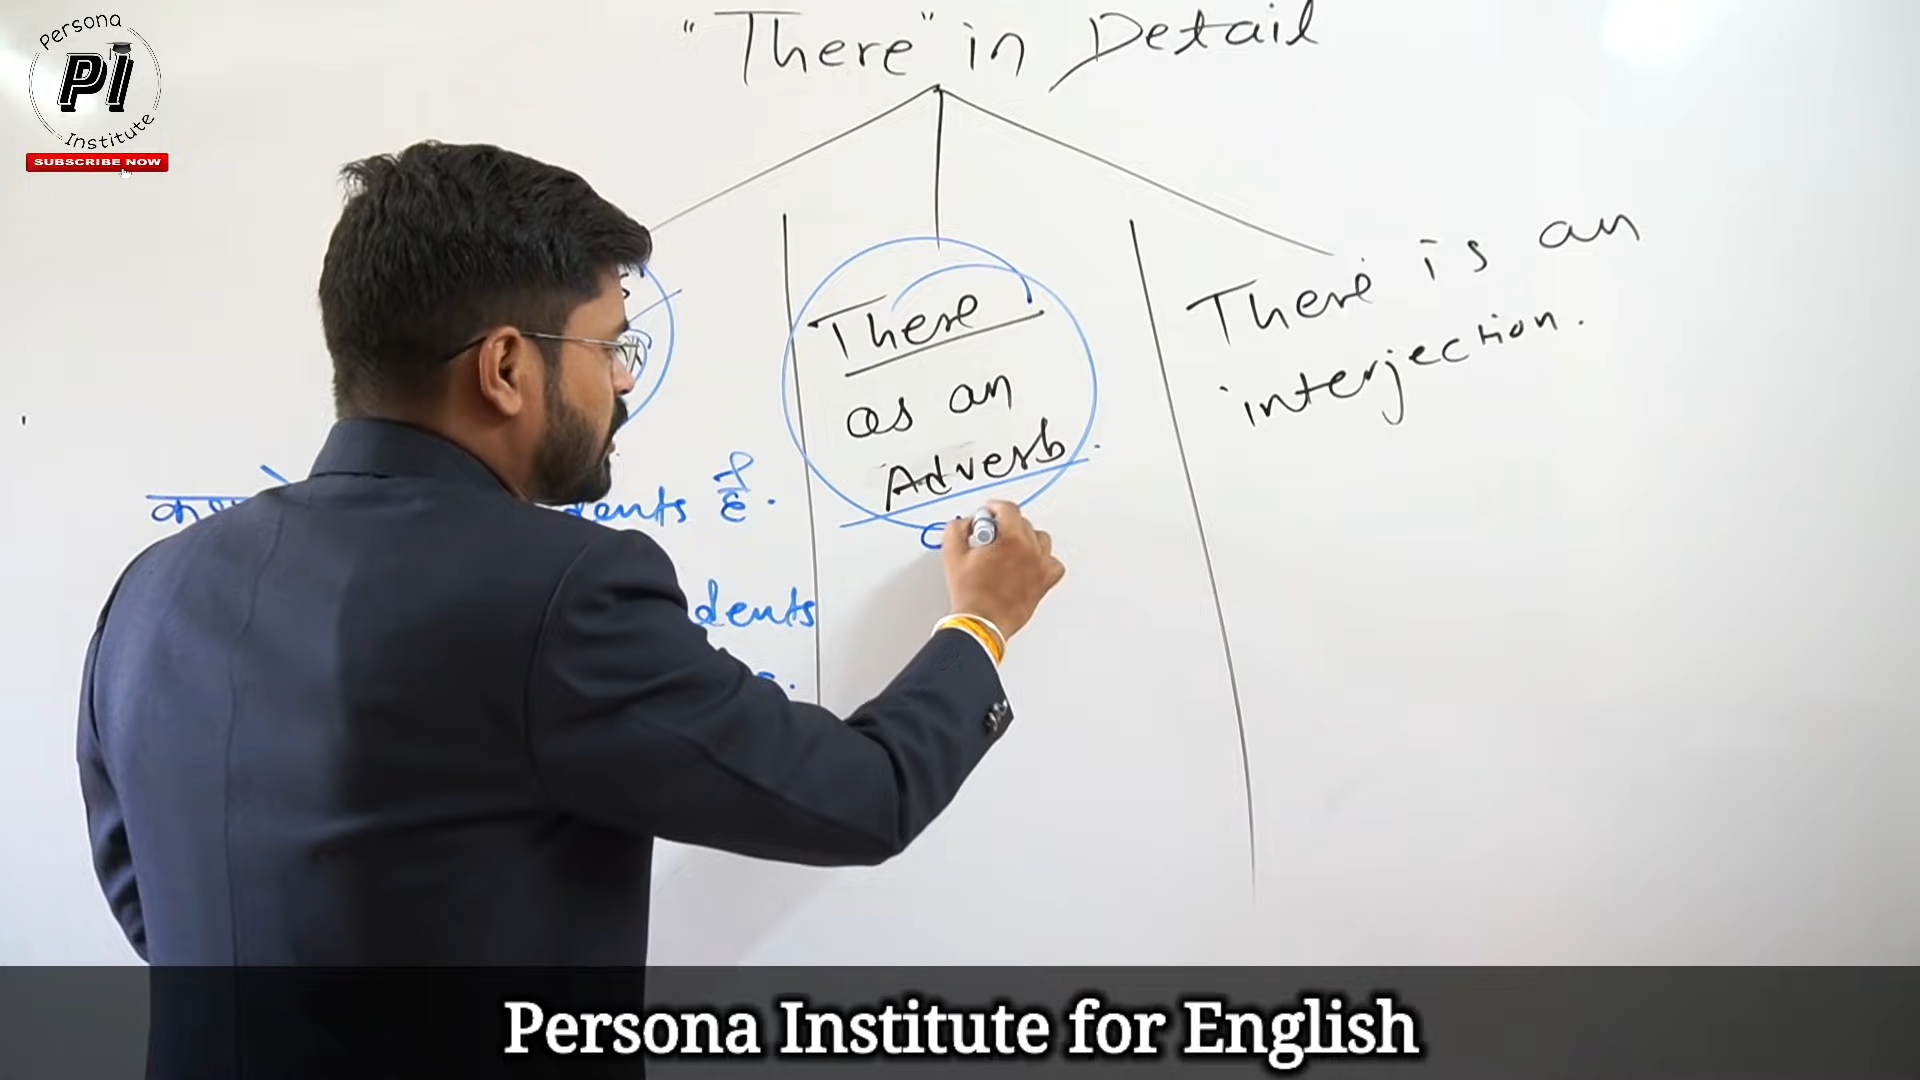 Persona
PI
Institute
SUBSCRIBE NOW
"There" in Detail
There
as an
Adverb.
There is an
interjection.
dents है.
dents
Persona Institute for English